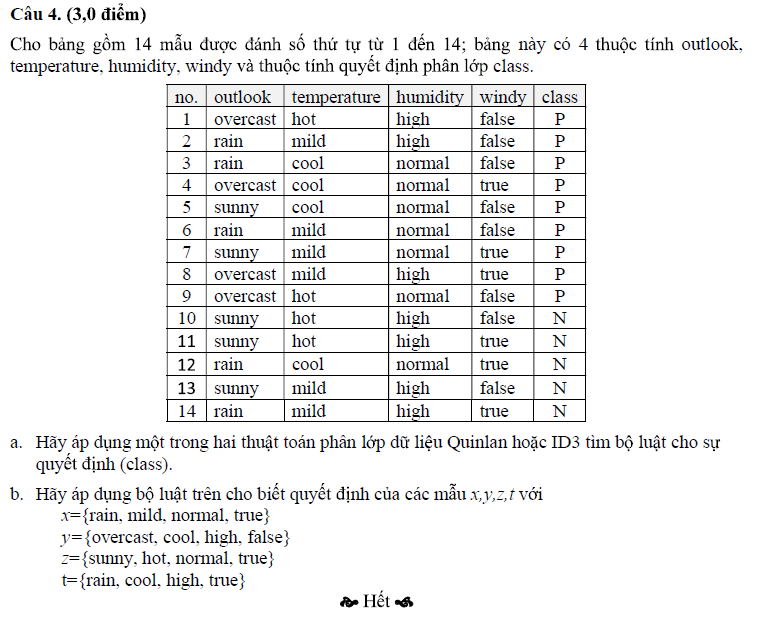 Câu 4. (3,0 điểm)
Cho bảng gồm 14 mẫu được đánh số thứ tự từ 1 đến 14; bảng này có 4 thuộc tính outlook,
temperature, humidity, windy và thuộc tính quyết định phân lớp class.
no. outlook temperature humidity windy class
1 overcast hot high false P
2 rain mild high false P
3 rain cool normal false P
4 overcast cool normal true P
5 sunny cool normal false P
6 rain mild normal false P
7 sunny mild normal true P
8 overcast mild high true P
9 overcast hot normal false P
10 sunny hot high false N
11 sunny hot high true N
12 rain cool normal true N
13 sunny mild high false N
14 rain mild high true N
a. Hãy áp dụng một trong hai thuật toán phân lớp dữ liệu Quinlan hoặc ID3 tìm bộ luật cho sự
quyết định (class).
b. Hãy áp dụng bộ luật trên cho biết quyết định của các mẫu x,y,z,t với
x={rain, mild, normal, true}
y={overcast, cool, high, false}
z={sunny, hot, normal, true}
t={rain, cool, high, true}
Hết